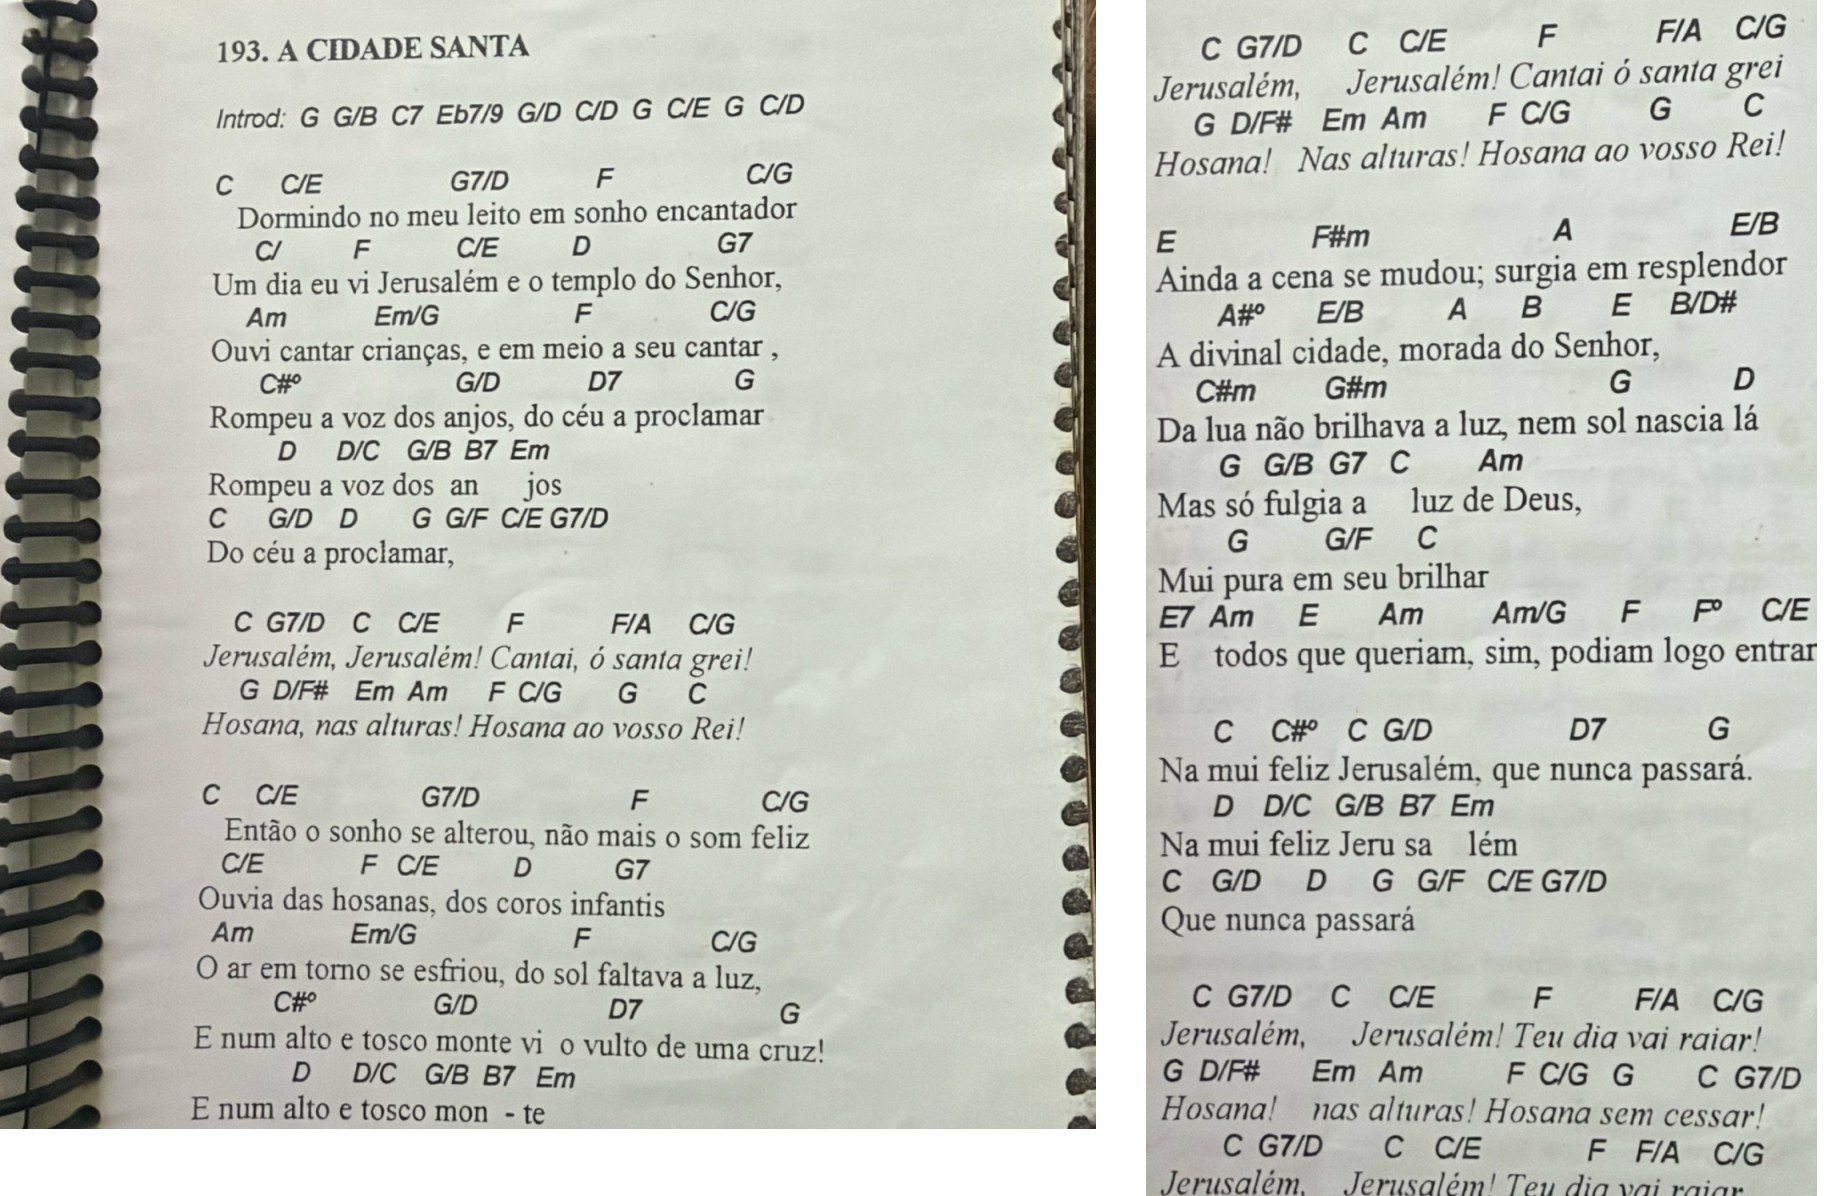 193. A CIDADE SANTA
Introd: G G/B C7 Eb7/9 G/D C/D G C/E G C/D
C C/E G7/D F C/G
Dormindo no meu leito em sonho encantador
C/ F C/E D G7
Um dia eu vi Jerusalém e o templo do Senhor,
Am Em/G F C/G
Ouvi cantar crianças, e em meio a seu cantar ,
C#º G/D D7 G
Rompeu a voz dos anjos, do céu a proclamar
D D/C G/B B7 Em
Rompeu a voz dos an jos
C G/D D G G/F C/E G7/D
Do céu a proclamar,
C G7/D C C/E F F/A C/G
Jerusalém, Jerusalém! Cantai, ó santa grei!
G D/F# Em Am F C/G G C
Hosana, nas alturas! Hosana ao vosso Rei!
C C/E G7/D F C/G
Então o sonho se alterou, não mais o som feliz
C/E F C/E D G7
Ouvia das hosanas, dos coros infantis
Am Em/G F C/G
O ar em torno se esfriou, do sol faltava a luz,
C#º G/D D7 G
E num alto e tosco monte vi o vulto de uma cruz!
D D/C G/B B7 Em
E num alto e tosco mon - te
C G7/D C C/E F F/A C/G
Jerusalém, Jerusalém! Cantai ó santa grei
G D/F# Em Am F C/G G C
Hosana! Nas alturas! Hosana ao vosso Rei!
E F#m A E/B
Ainda a cena se mudou; surgia em resplendor
A#º E/B A B E B/D#
A divinal cidade, morada do Senhor,
C#m G#m G D
Da lua não brilhava a luz, nem sol nascia lá
G G/B G7 C Am
Mas só fulgia a luz de Deus,
G G/F C
Mui pura em seu brilhar
E7 Am E Am Am/G F Fº C/E
E todos que queriam, sim, podiam logo entrar
C C#º C G/D D7 G
Na mui feliz Jerusalém, que nunca passará.
D D/C G/B B7 Em
Na mui feliz Jeru sa lém
C G/D D G G/F C/E G7/D
Que nunca passará
C G7/D C C/E F F/A C/G
Jerusalém, Jerusalém! Teu dia vai raiar!
G D/F# Em Am F C/G G C G7/D
Hosana! nas alturas! Hosana sem cessar!
C G7/D C C/E F F/A C/G
Jerusalém, Jerusalém! Teu dia vai raiar